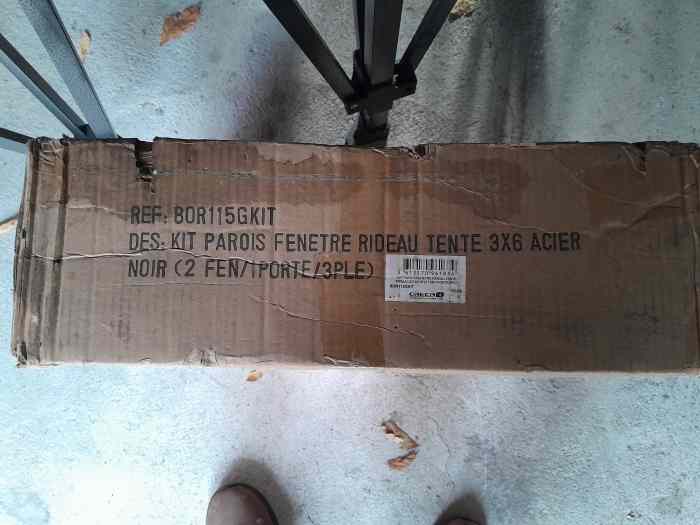 REF: BOR115GKIT
DES: KIT PAROIS FENETRE RIDEAU TENTE 3X6 ACIER
NOIR (2 FEN/1PORTE/3PLE)